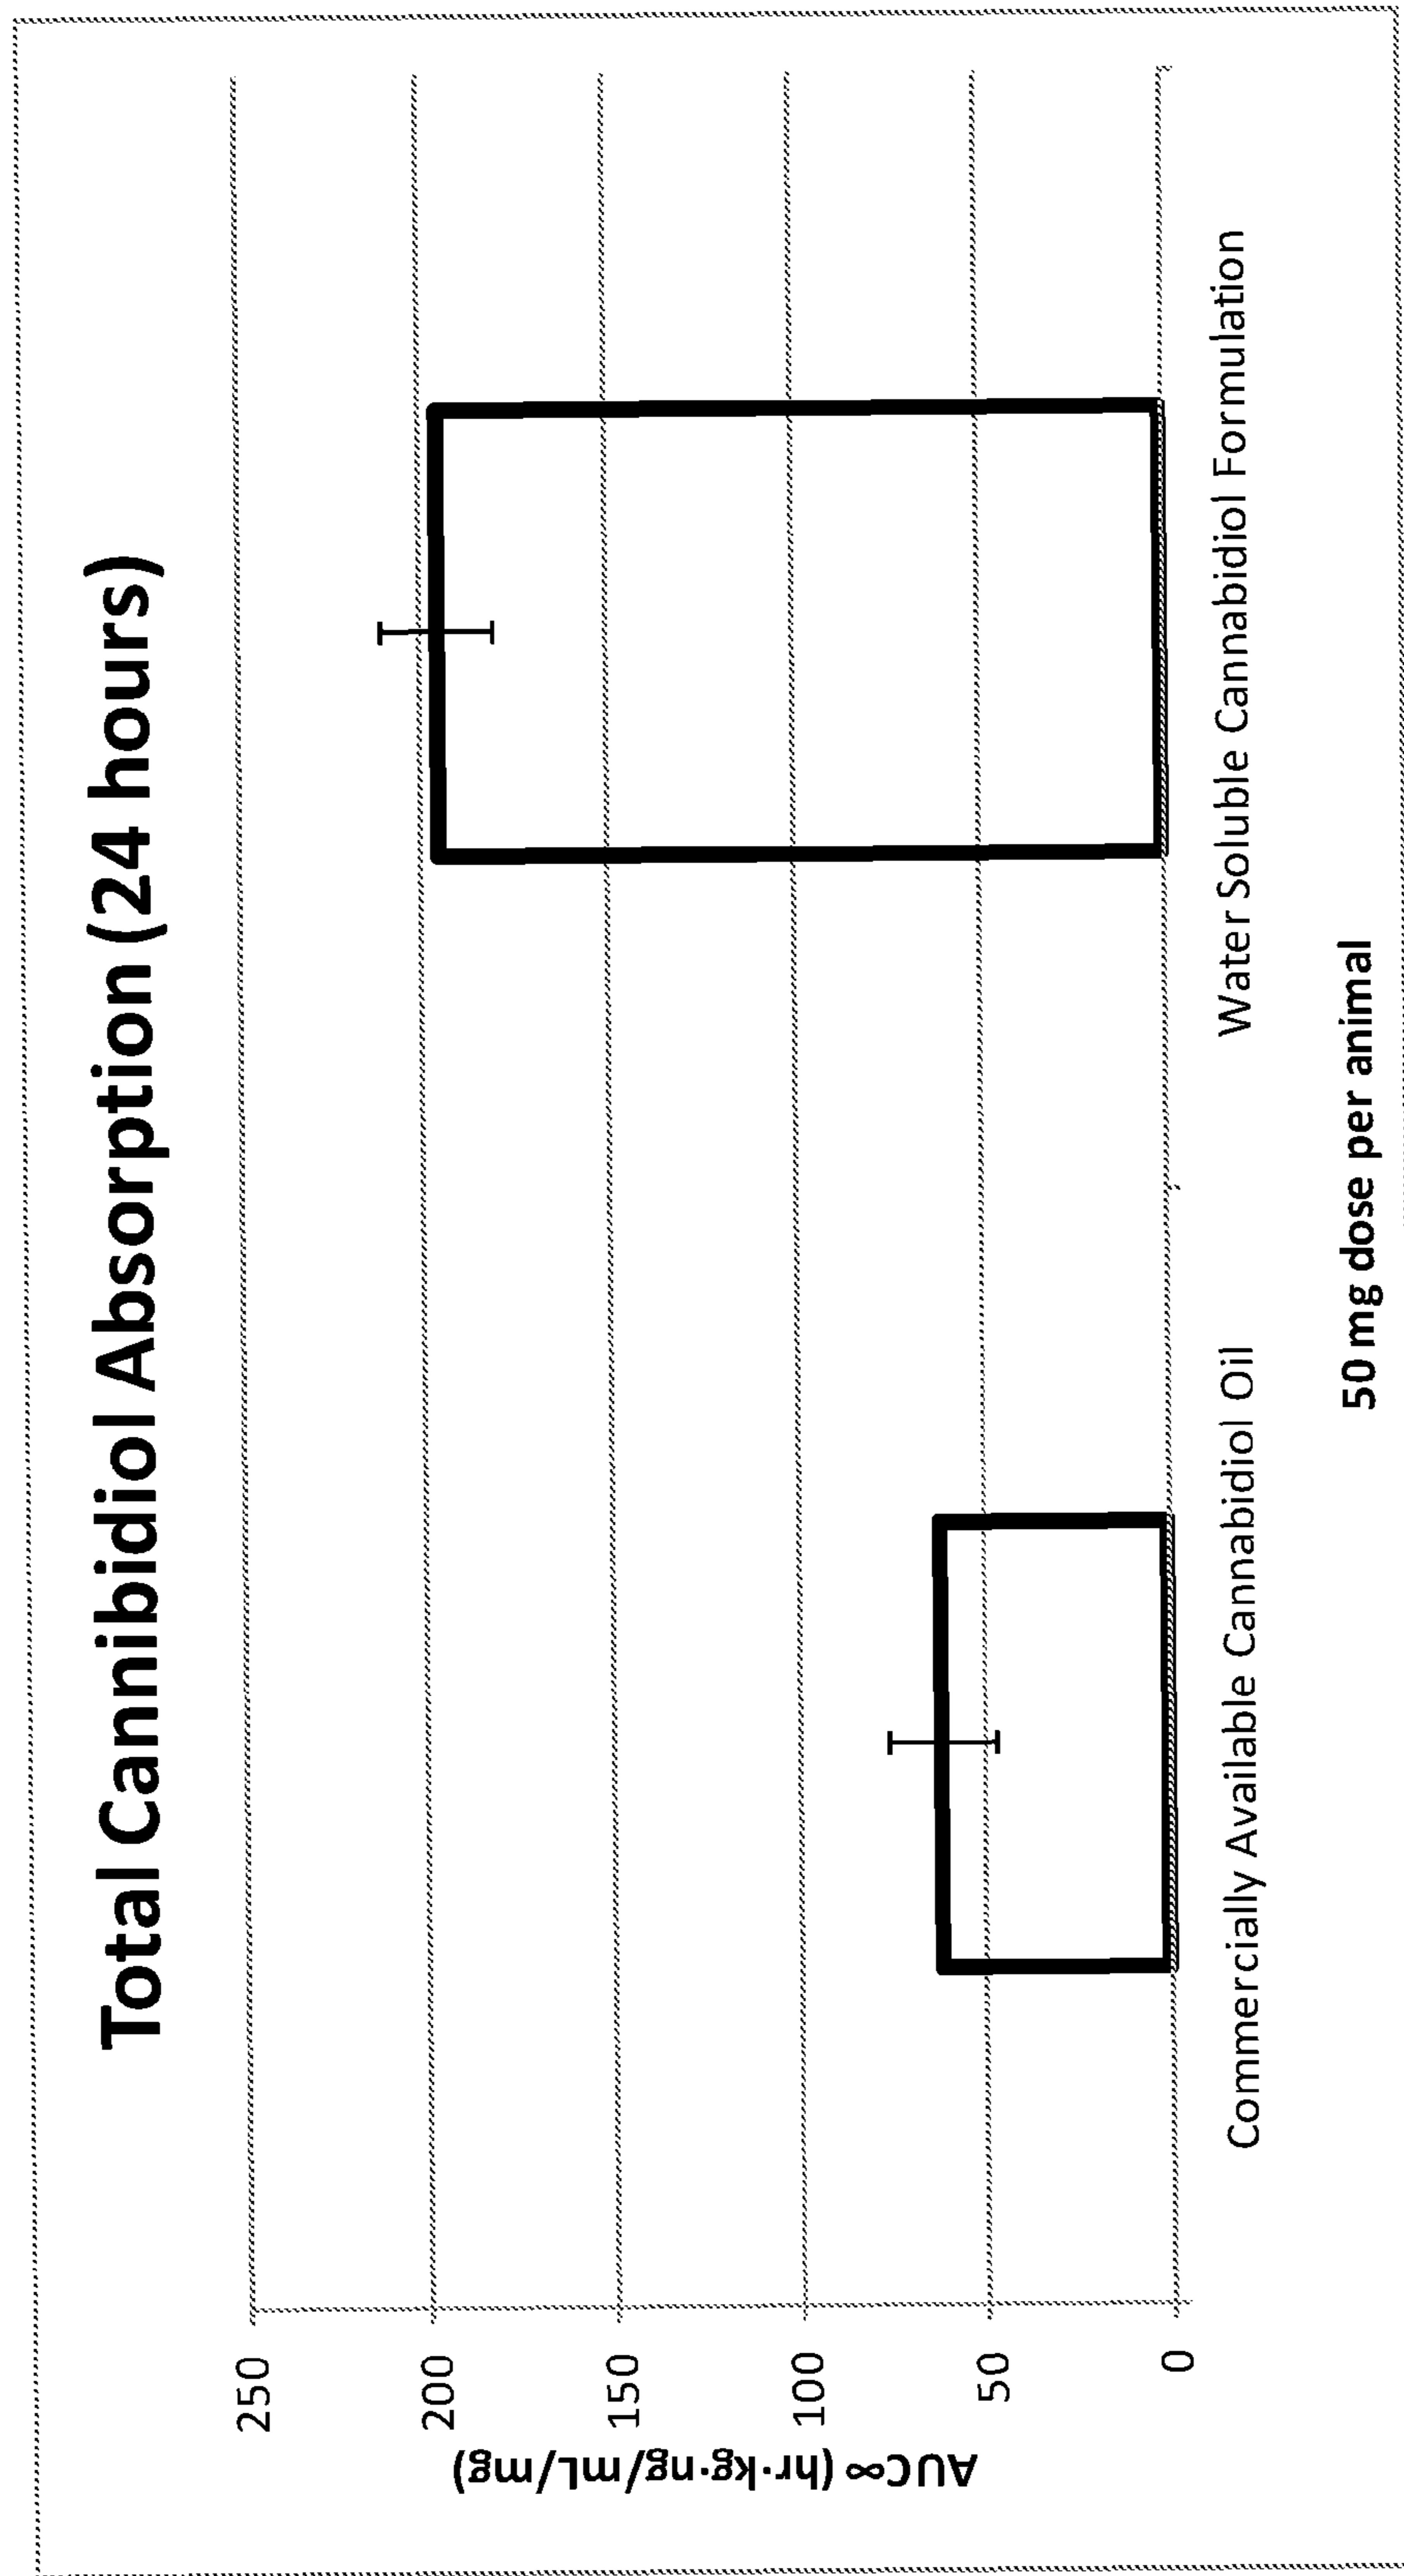 Total Cannibidiol Absorption (24 hours)
AUC∞ (hr·kg·ng/mL/mg)
250
200
150
100
50
0
Commercially Available Cannabidiol Oil
Water Soluble Cannabidiol Formulation
50 mg dose per animal